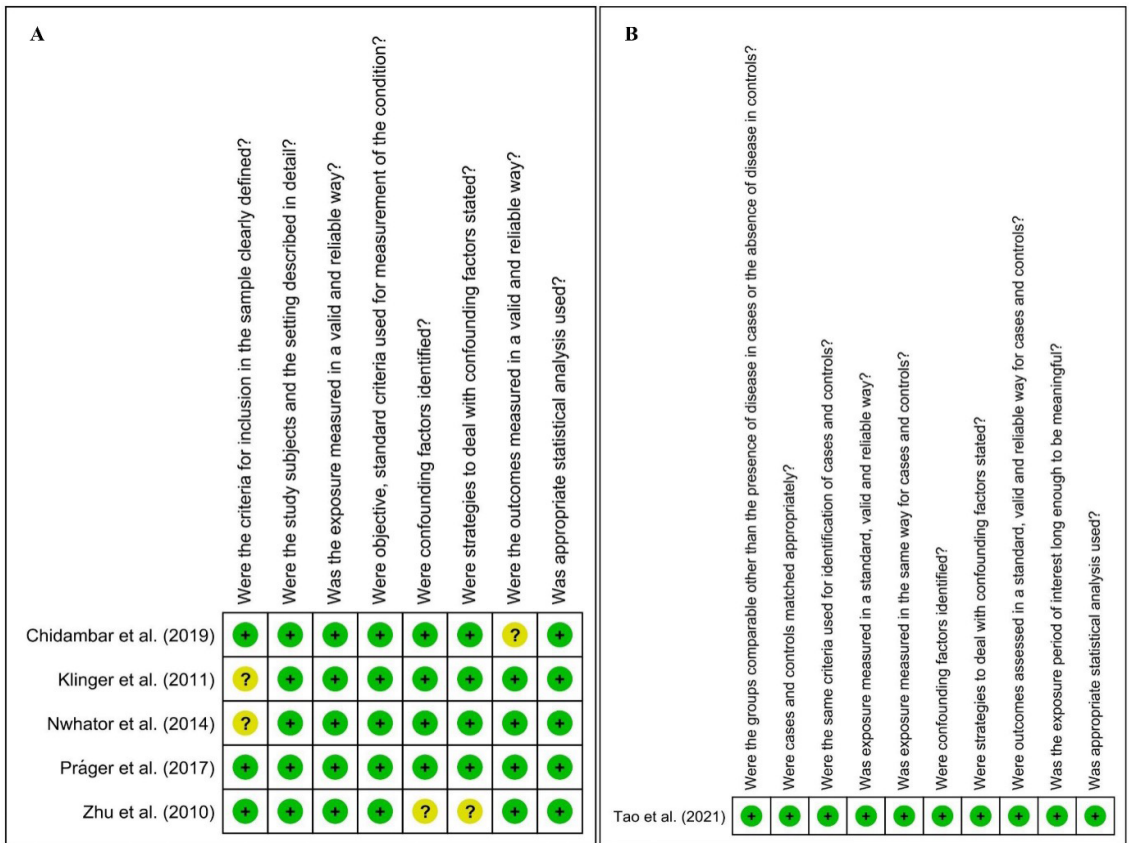 A
Were the criteria for inclusion in the sample clearly defined?
Were the study subjects and the setting described in detail?
Was the exposure measured in a valid and reliable way?
Were objective, standard criteria used for measurement of the condition?
Were confounding factors identified?
Were strategies to deal with confounding factors stated?
Were the outcomes measured in a valid and reliable way?
Was appropriate statistical analysis used?
Chidambar et al. (2019) + + + + + + ? +
Klinger et al. (2011) ? + + + + + + +
Nwhator et al. (2014) ? + + + + + + +
Práger et al. (2017) + + + + + + + +
Zhu et al. (2010) + + + + ? ? + +
B
Were the groups comparable other than the presence of disease in cases or the absence of disease in controls?
Were cases and controls matched appropriately?
Were the same criteria used for identification of cases and controls?
Was exposure measured in a standard, valid and reliable way?
Was exposure measured in the same way for cases and controls?
Were confounding factors identified?
Were strategies to deal with confounding factors stated?
Were outcomes assessed in a standard, valid and reliable way for cases and controls?
Was the exposure period of interest long enough to be meaningful?
Was appropriate statistical analysis used?
Tao et al. (2021) + + + + + + + + + +